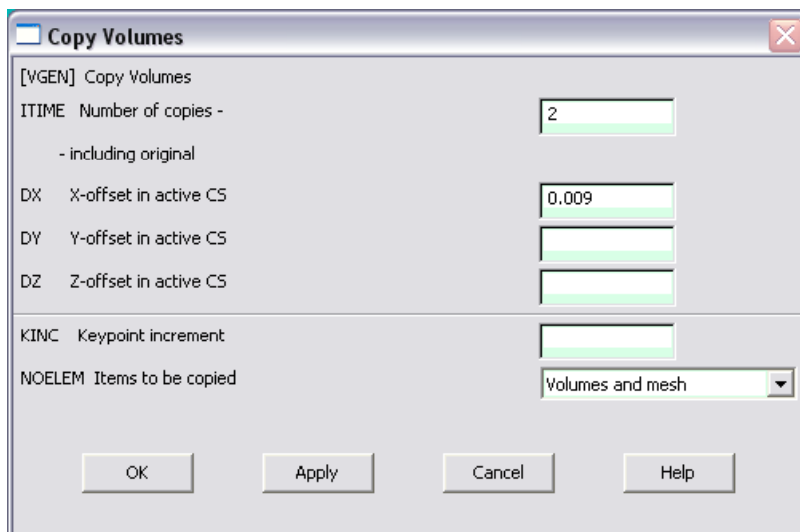 Copy Volumes
[VGEN] Copy Volumes
ITIME Number of copies - 2
- including original
DX X-offset in active CS 0.009
DY Y-offset in active CS
DZ Z-offset in active CS
KINC Keypoint increment
NOELEM Items to be copied Volumes and mesh
OK Apply Cancel Help